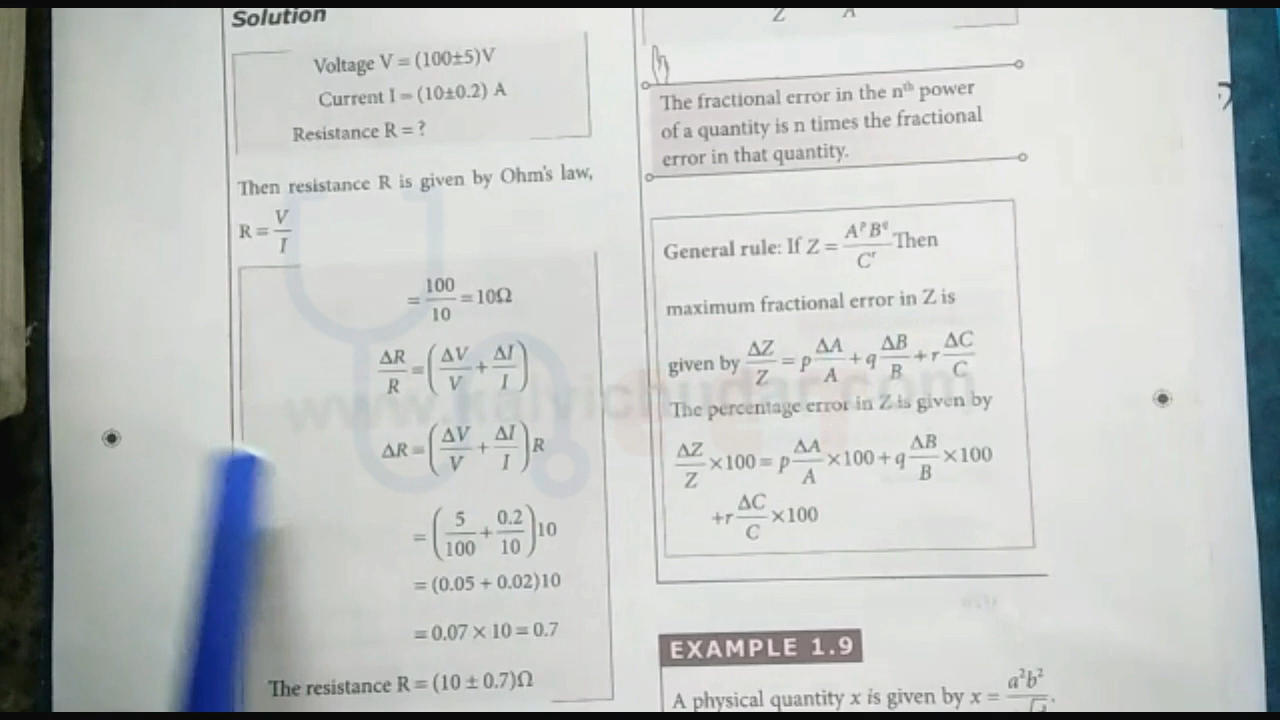 Solution
Voltage V = (100±5)V
Current I = (10±0.2) A
Resistance R = ?
Then resistance R is given by Ohm's law,
R = V/I
= 100/10 = 10Ω
ΔR/R = (ΔV/V + ΔI/I)
ΔR = (ΔV/V + ΔI/I)R
= (5/100 + 0.2/10)10
= (0.05 + 0.02)10
= 0.07 × 10 = 0.7
The resistance R = (10 ± 0.7)Ω
Z A
The fractional error in the nᵗʰ power
of a quantity is n times the fractional
error in that quantity.
General rule: If Z = AᵖB^q/Cʳ Then
maximum fractional error in Z is
given by ΔZ/Z = p ΔA/A + q ΔB/B + r ΔC/C
The percentage error in Z is given by
ΔZ/Z ×100 = p ΔA/A ×100 + q ΔB/B ×100
+r ΔC/C ×100
EXAMPLE 1.9
A physical quantity x is given by x = a²b²
www.kalvichudar.com